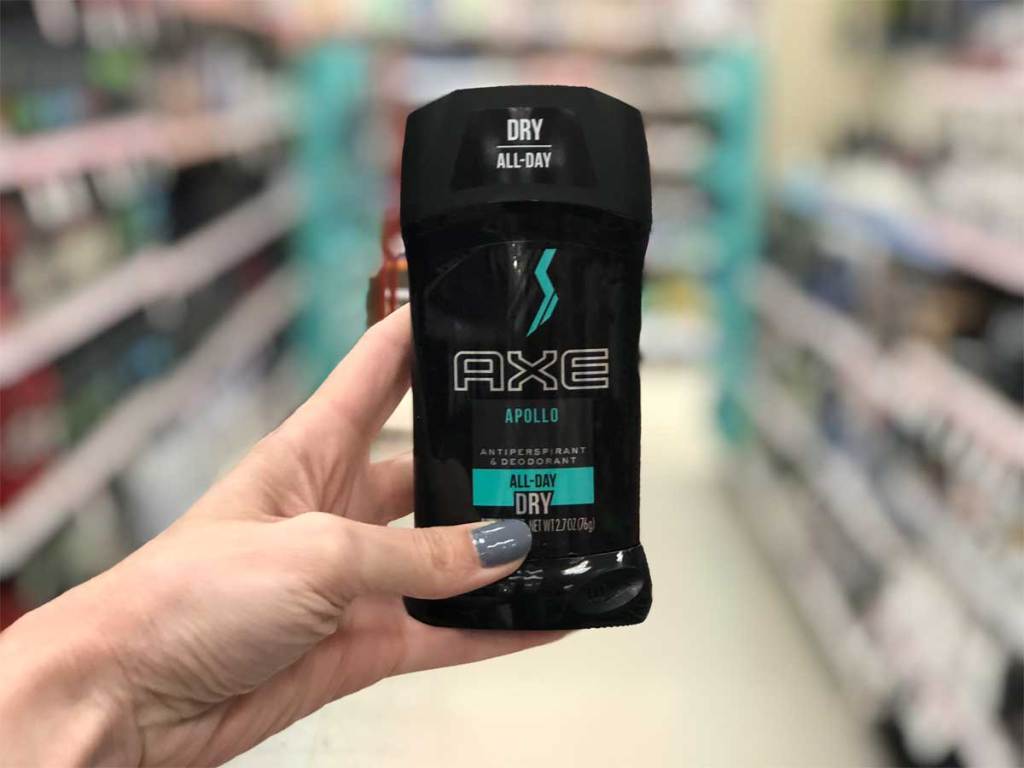 DRY
ALL-DAY
AXE
APOLLO
ANTIPERSPIRANT
& DEODORANT
ALL-DAY
DRY
NET WT 2.7 OZ (76g)